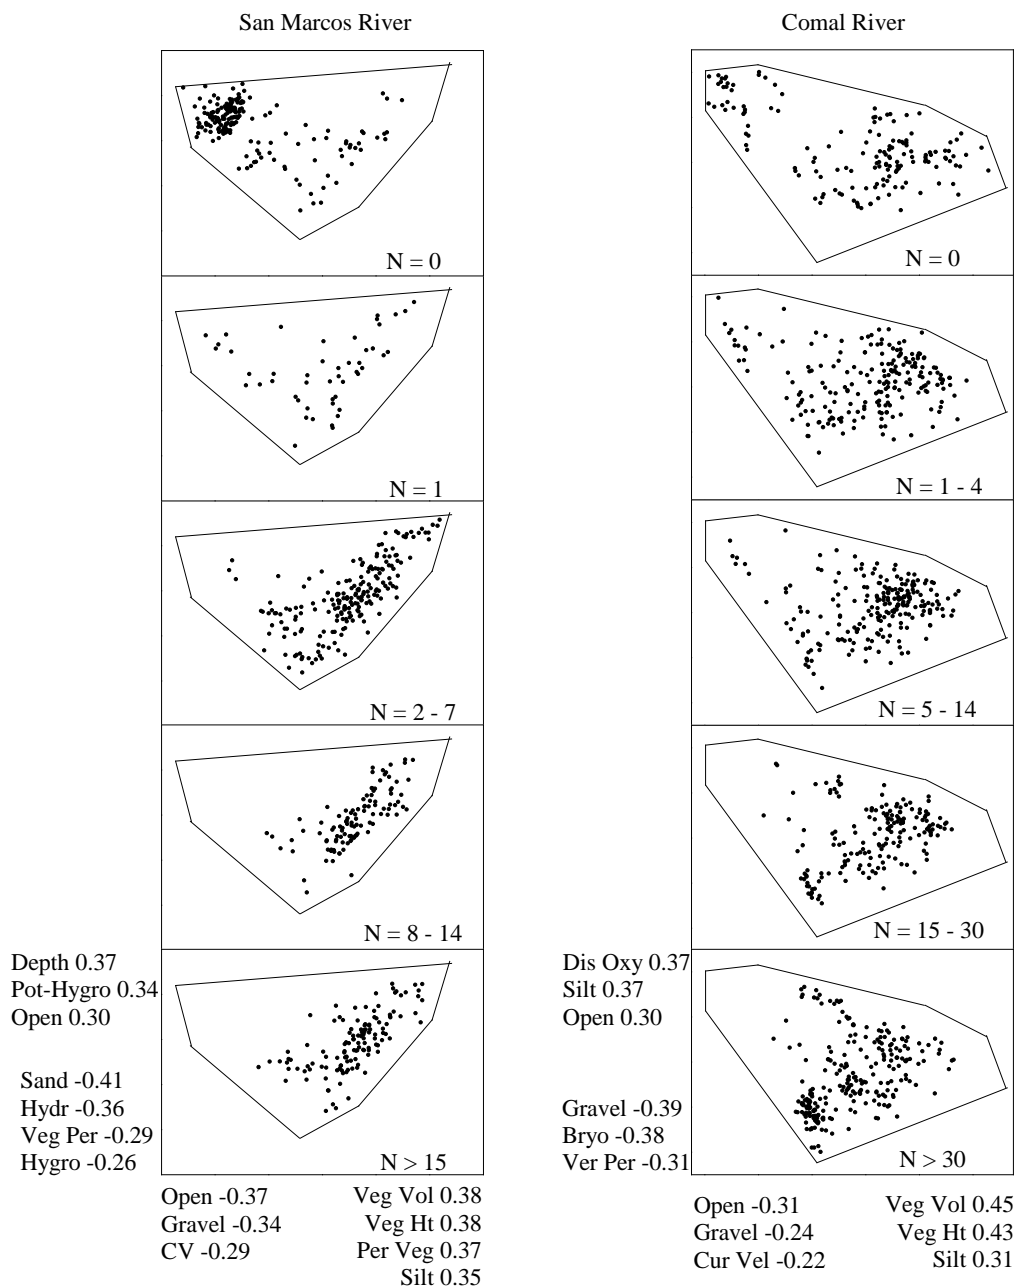 San Marcos River
Comal River
N = 0
N = 0
N = 1
N = 1 - 4
N = 2 - 7
N = 5 - 14
N = 8 - 14
N = 15 - 30
Depth 0.37
Pot-Hygro 0.34
Open 0.30
Sand -0.41
Hydr -0.36
Veg Per -0.29
Hygro -0.26
N > 15
Dis Oxy 0.37
Silt 0.37
Open 0.30
Gravel -0.39
Bryo -0.38
Ver Per -0.31
N > 30
Open -0.37
Gravel -0.34
CV -0.29
Veg Vol 0.38
Veg Ht 0.38
Per Veg 0.37
Silt 0.35
Open -0.31
Gravel -0.24
Cur Vel -0.22
Veg Vol 0.45
Veg Ht 0.43
Silt 0.31